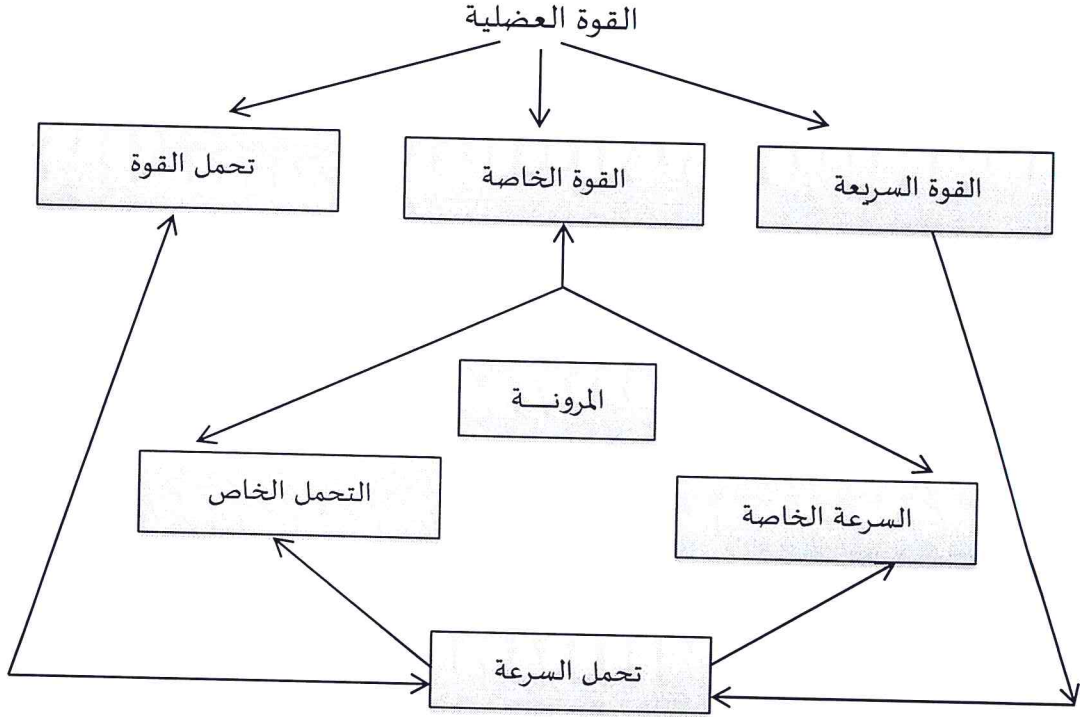 القوة العضلية
القوة السريعة
القوة الخاصة
تحمل القوة
المرونــــة
السرعة الخاصة
التحمل الخاص
تحمل السرعة